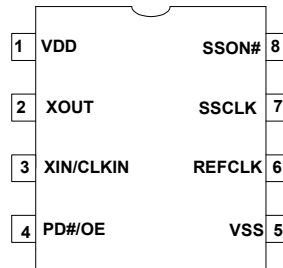 1 VDD SSON# 8
2 XOUT SSCLK 7
3 XIN/CLKIN REFCLK 6
4 PD#/OE VSS 5